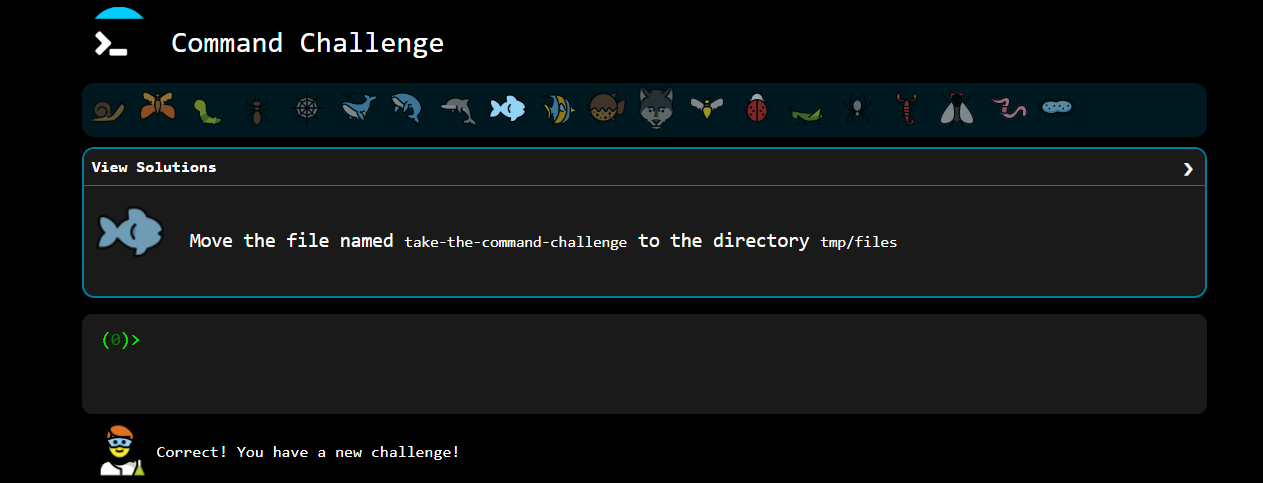 Command Challenge
View Solutions
Move the file named take-the-command-challenge to the directory tmp/files
(0)>
Correct! You have a new challenge!